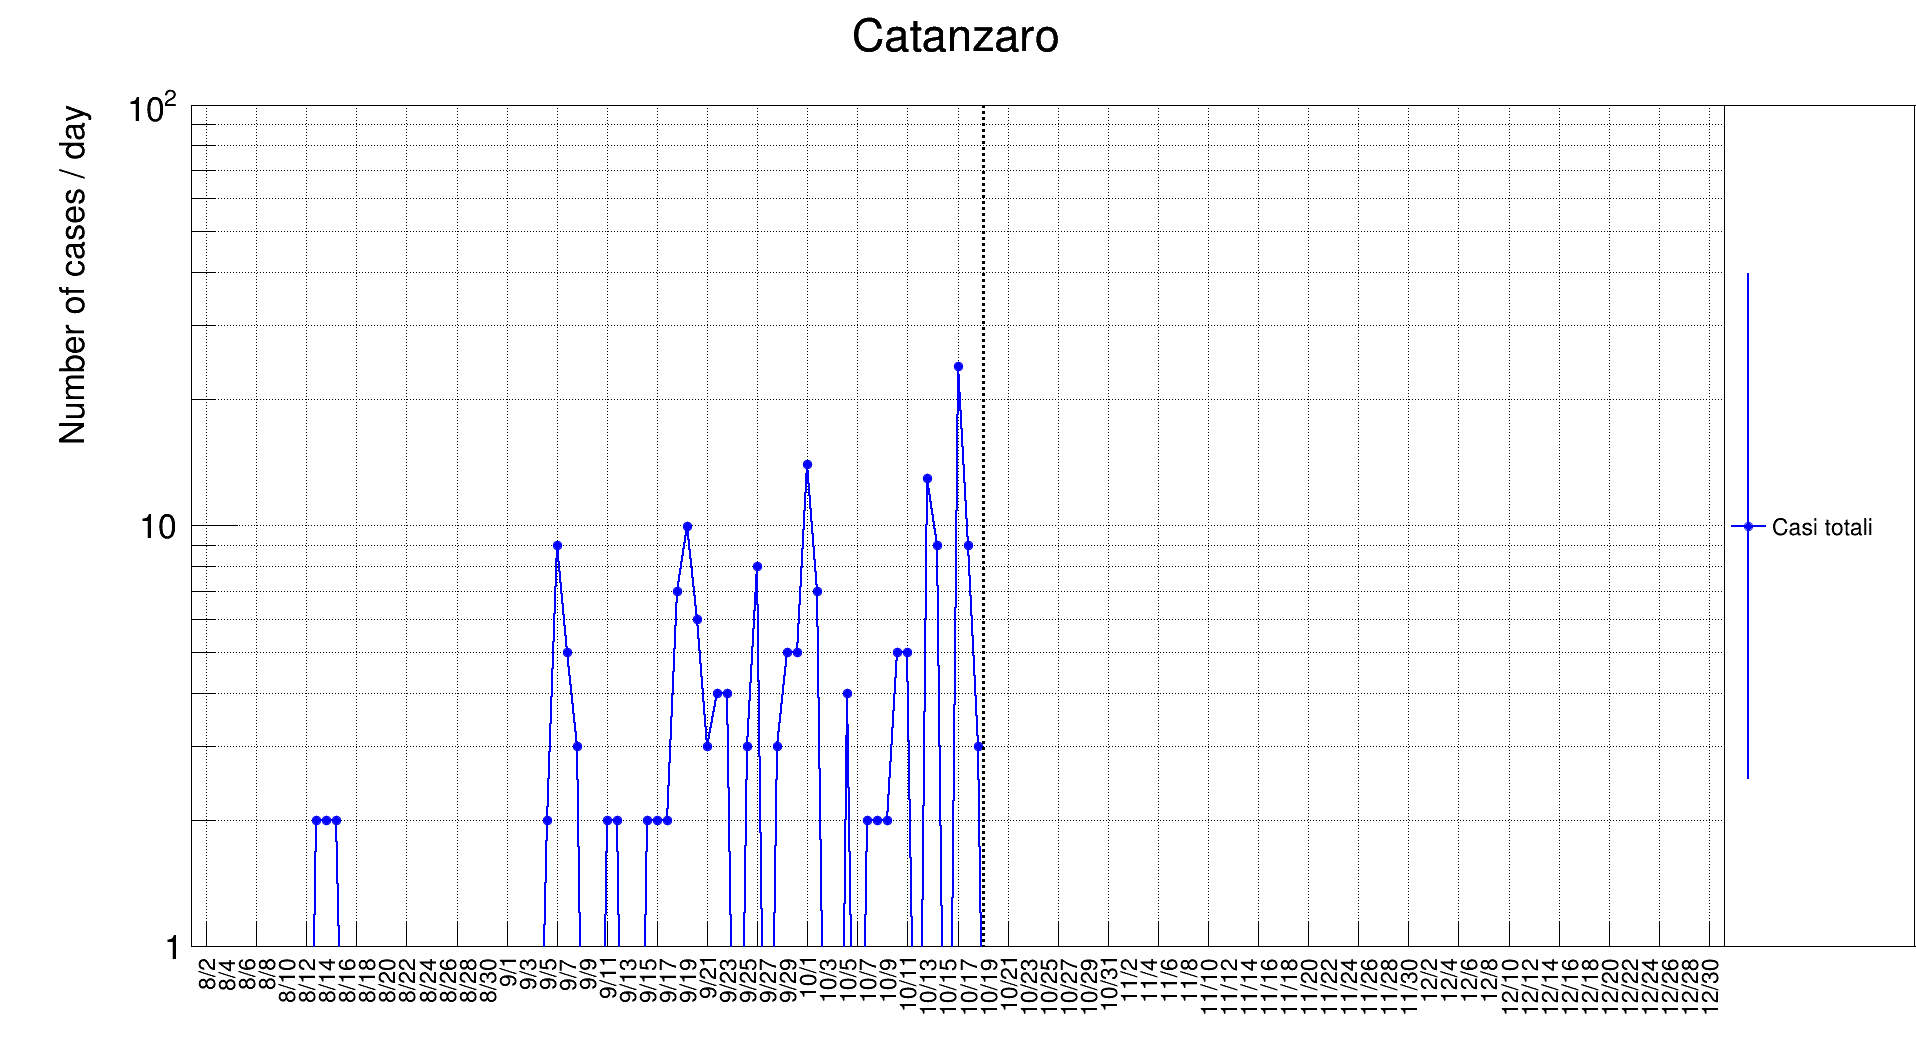 Catanzaro
Number of cases / day
10²
10
1
8/2 8/4 8/6 8/8 8/10 8/12 8/14 8/16 8/18 8/20 8/22 8/24 8/26 8/28 8/30 9/1 9/3 9/5 9/7 9/9 9/11 9/13 9/15 9/17 9/19 9/21 9/23 9/25 9/27 9/29 10/1 10/3 10/5 10/7 10/9 10/11 10/13 10/15 10/17 10/19 10/21 10/23 10/25 10/27 10/29 10/31 11/2 11/4 11/6 11/8 11/10 11/12 11/14 11/16 11/18 11/20 11/22 11/24 11/26 11/28 11/30 12/2 12/4 12/6 12/8 12/10 12/12 12/14 12/16 12/18 12/20 12/22 12/24 12/26 12/28 12/30
Casi totali